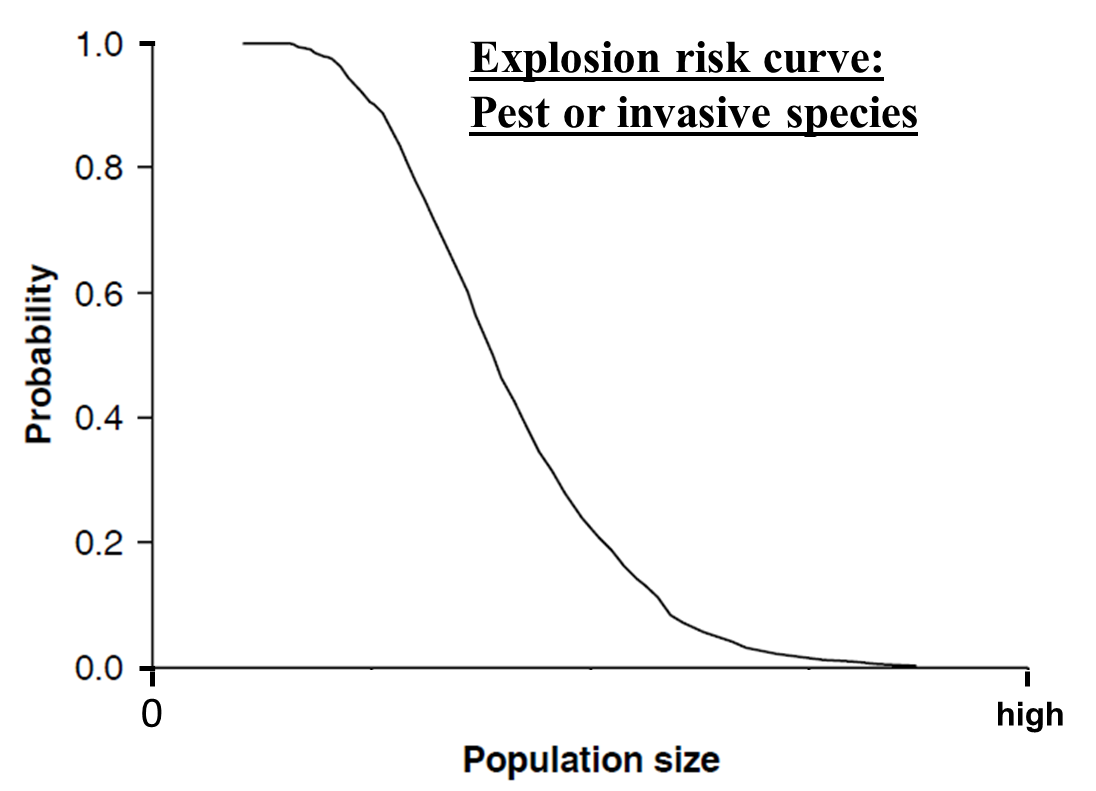 Explosion risk curve:
Pest or invasive species
1.0
0.8
0.6
0.4
0.2
0.0
Probability
0
high
Population size